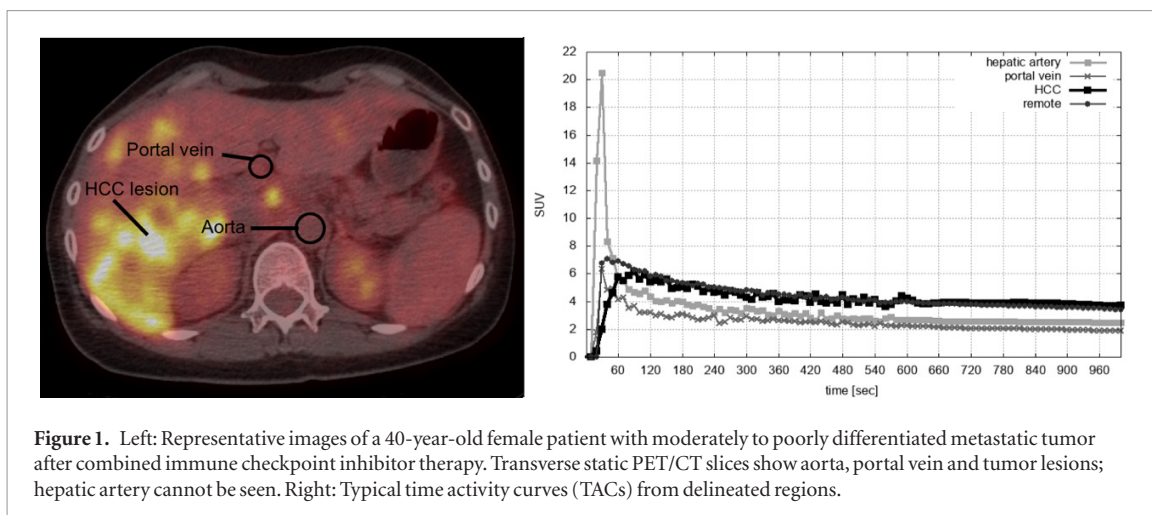 Portal vein
HCC lesion
Aorta
22
20
18
16
14
12
10
8
6
4
2
0
SUV
hepatic artery
portal vein
HCC
remote
60 120 180 240 300 360 420 480 540 600 660 720 780 840 900 960
time [sec]
Figure 1. Left: Representative images of a 40-year-old female patient with moderately to poorly differentiated metastatic tumor
after combined immune checkpoint inhibitor therapy. Transverse static PET/CT slices show aorta, portal vein and tumor lesions;
hepatic artery cannot be seen. Right: Typical time activity curves (TACs) from delineated regions.